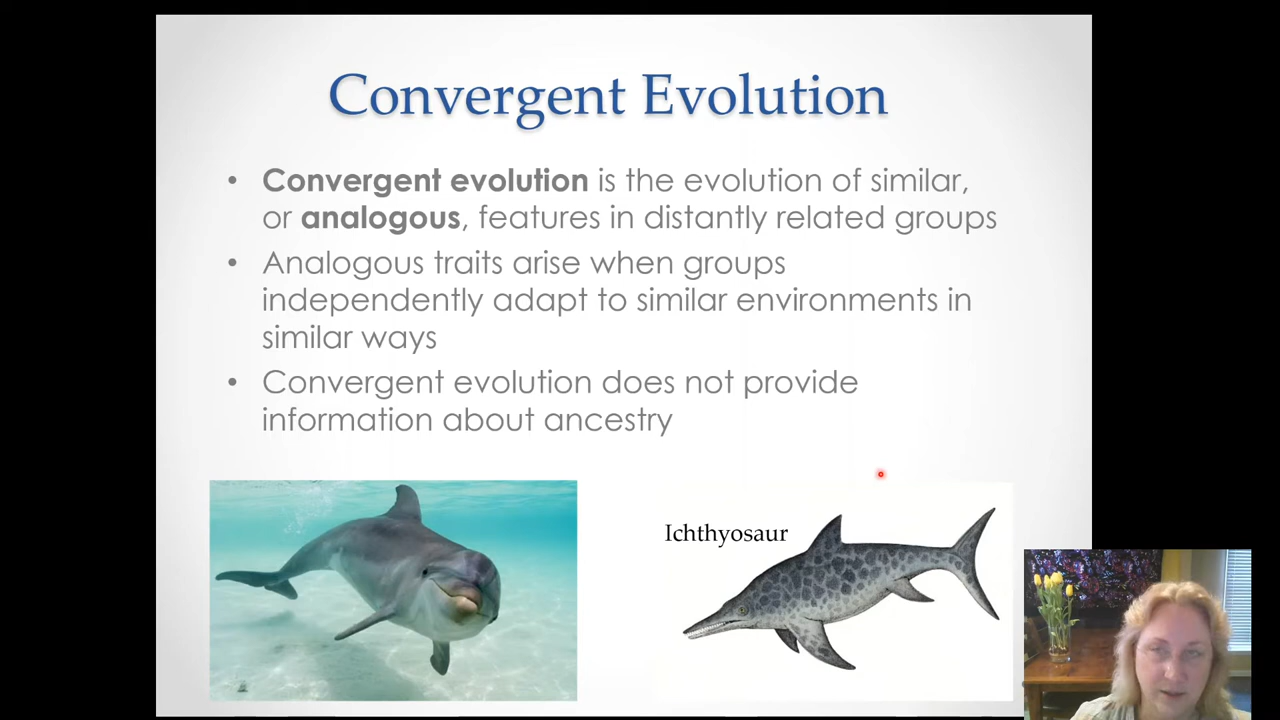 Convergent Evolution
• Convergent evolution is the evolution of similar,
or analogous, features in distantly related groups
• Analogous traits arise when groups
independently adapt to similar environments in
similar ways
• Convergent evolution does not provide
information about ancestry
Ichthyosaur